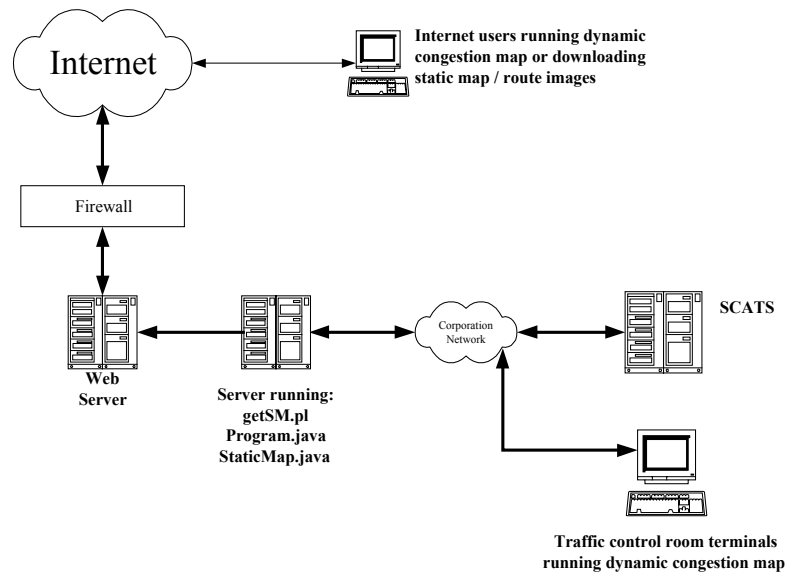 Internet
Internet users running dynamic
congestion map or downloading
static map / route images
Firewall
Web
Server
Server running:
getSM.pl
Program.java
StaticMap.java
Corporation
Network
SCATS
Traffic control room terminals
running dynamic congestion map